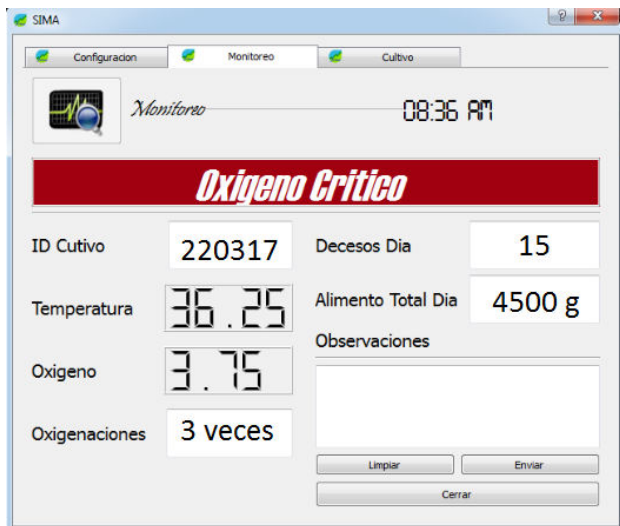 SIMA
Configuracion Monitoreo Cultivo
Monitoreo 08:36 AM
Oxigeno Critico
ID Cutivo 220317 Decesos Dia 15
Temperatura 36.25 Alimento Total Dia 4500 g
Observaciones
Oxigeno 3.75
Oxigenaciones 3 veces
Limpiar Enviar
Cerrar